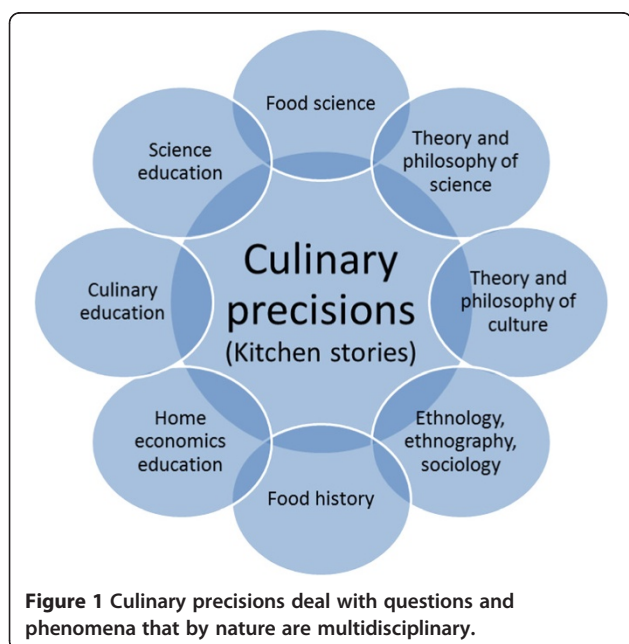 Food science
Science
education
Theory and
philosophy of
science
Culinary
education
Culinary
precisions
(Kitchen stories)
Theory and
philosophy of
culture
Home
economics
education
Ethnology,
ethnography,
sociology
Food history
Figure 1 Culinary precisions deal with questions and
phenomena that by nature are multidisciplinary.